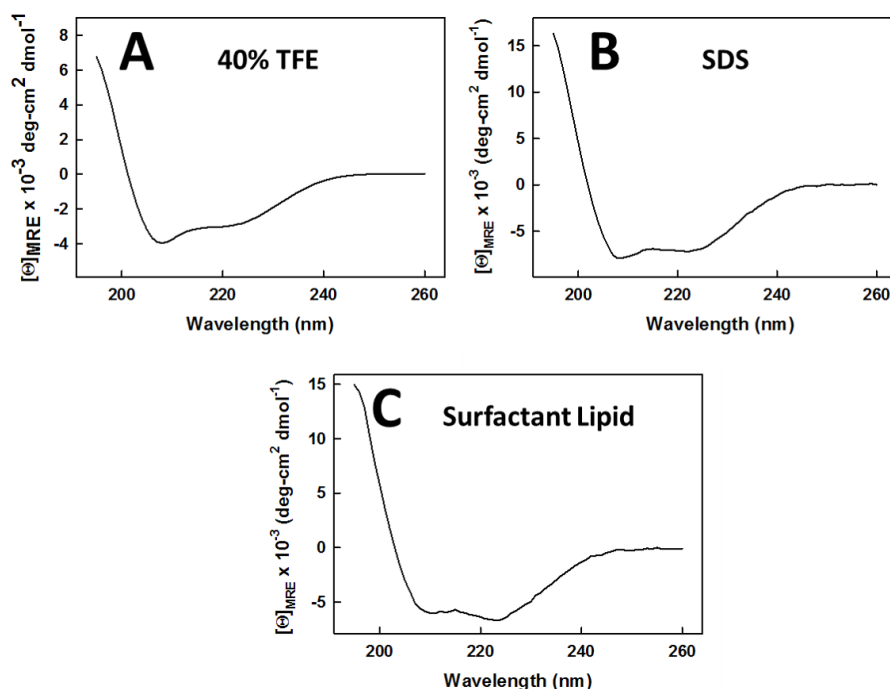 A
40% TFE
[Θ]MRE x 10⁻³ deg-cm² dmol⁻¹
8
6
4
2
0
-2
-4
200 220 240 260
Wavelength (nm)
B
SDS
[Θ]MRE x 10⁻³ (deg-cm² dmol⁻¹)
15
10
5
0
-5
200 220 240 260
Wavelength (nm)
C
Surfactant Lipid
[Θ]MRE x 10⁻³ (deg-cm² dmol⁻¹)
15
10
5
0
-5
200 220 240 260
Wavelength (nm)